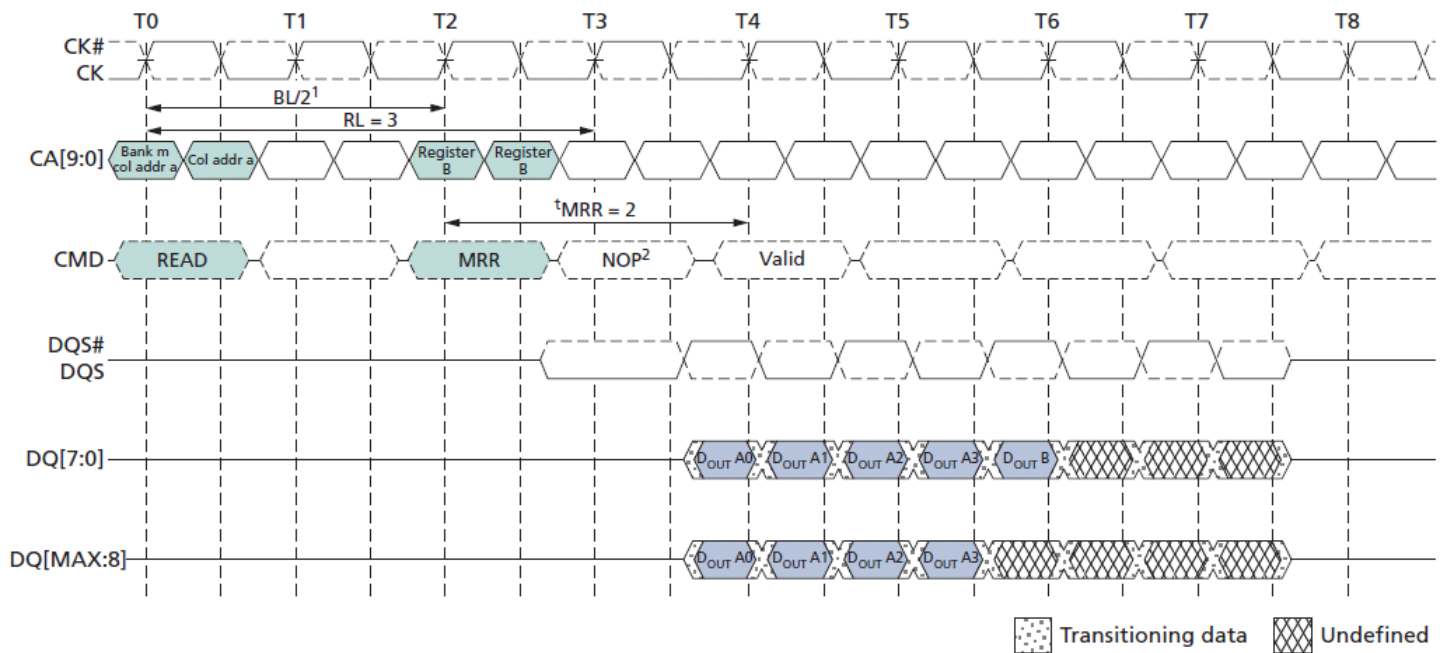 T0 T1 T2 T3 T4 T5 T6 T7 T8
CK#
CK
BL/2¹
RL = 3
CA[9:0]
Bank m
col addr a
Col addr a
Register
B
Register
B
ᵗMRR = 2
CMD
READ
MRR
NOP²
Valid
DQS#
DQS
DQ[7:0]
DOUT A0
DOUT A1
DOUT A2
DOUT A3
DOUT B
DQ[MAX:8]
DOUT A0
DOUT A1
DOUT A2
DOUT A3
Transitioning data
Undefined